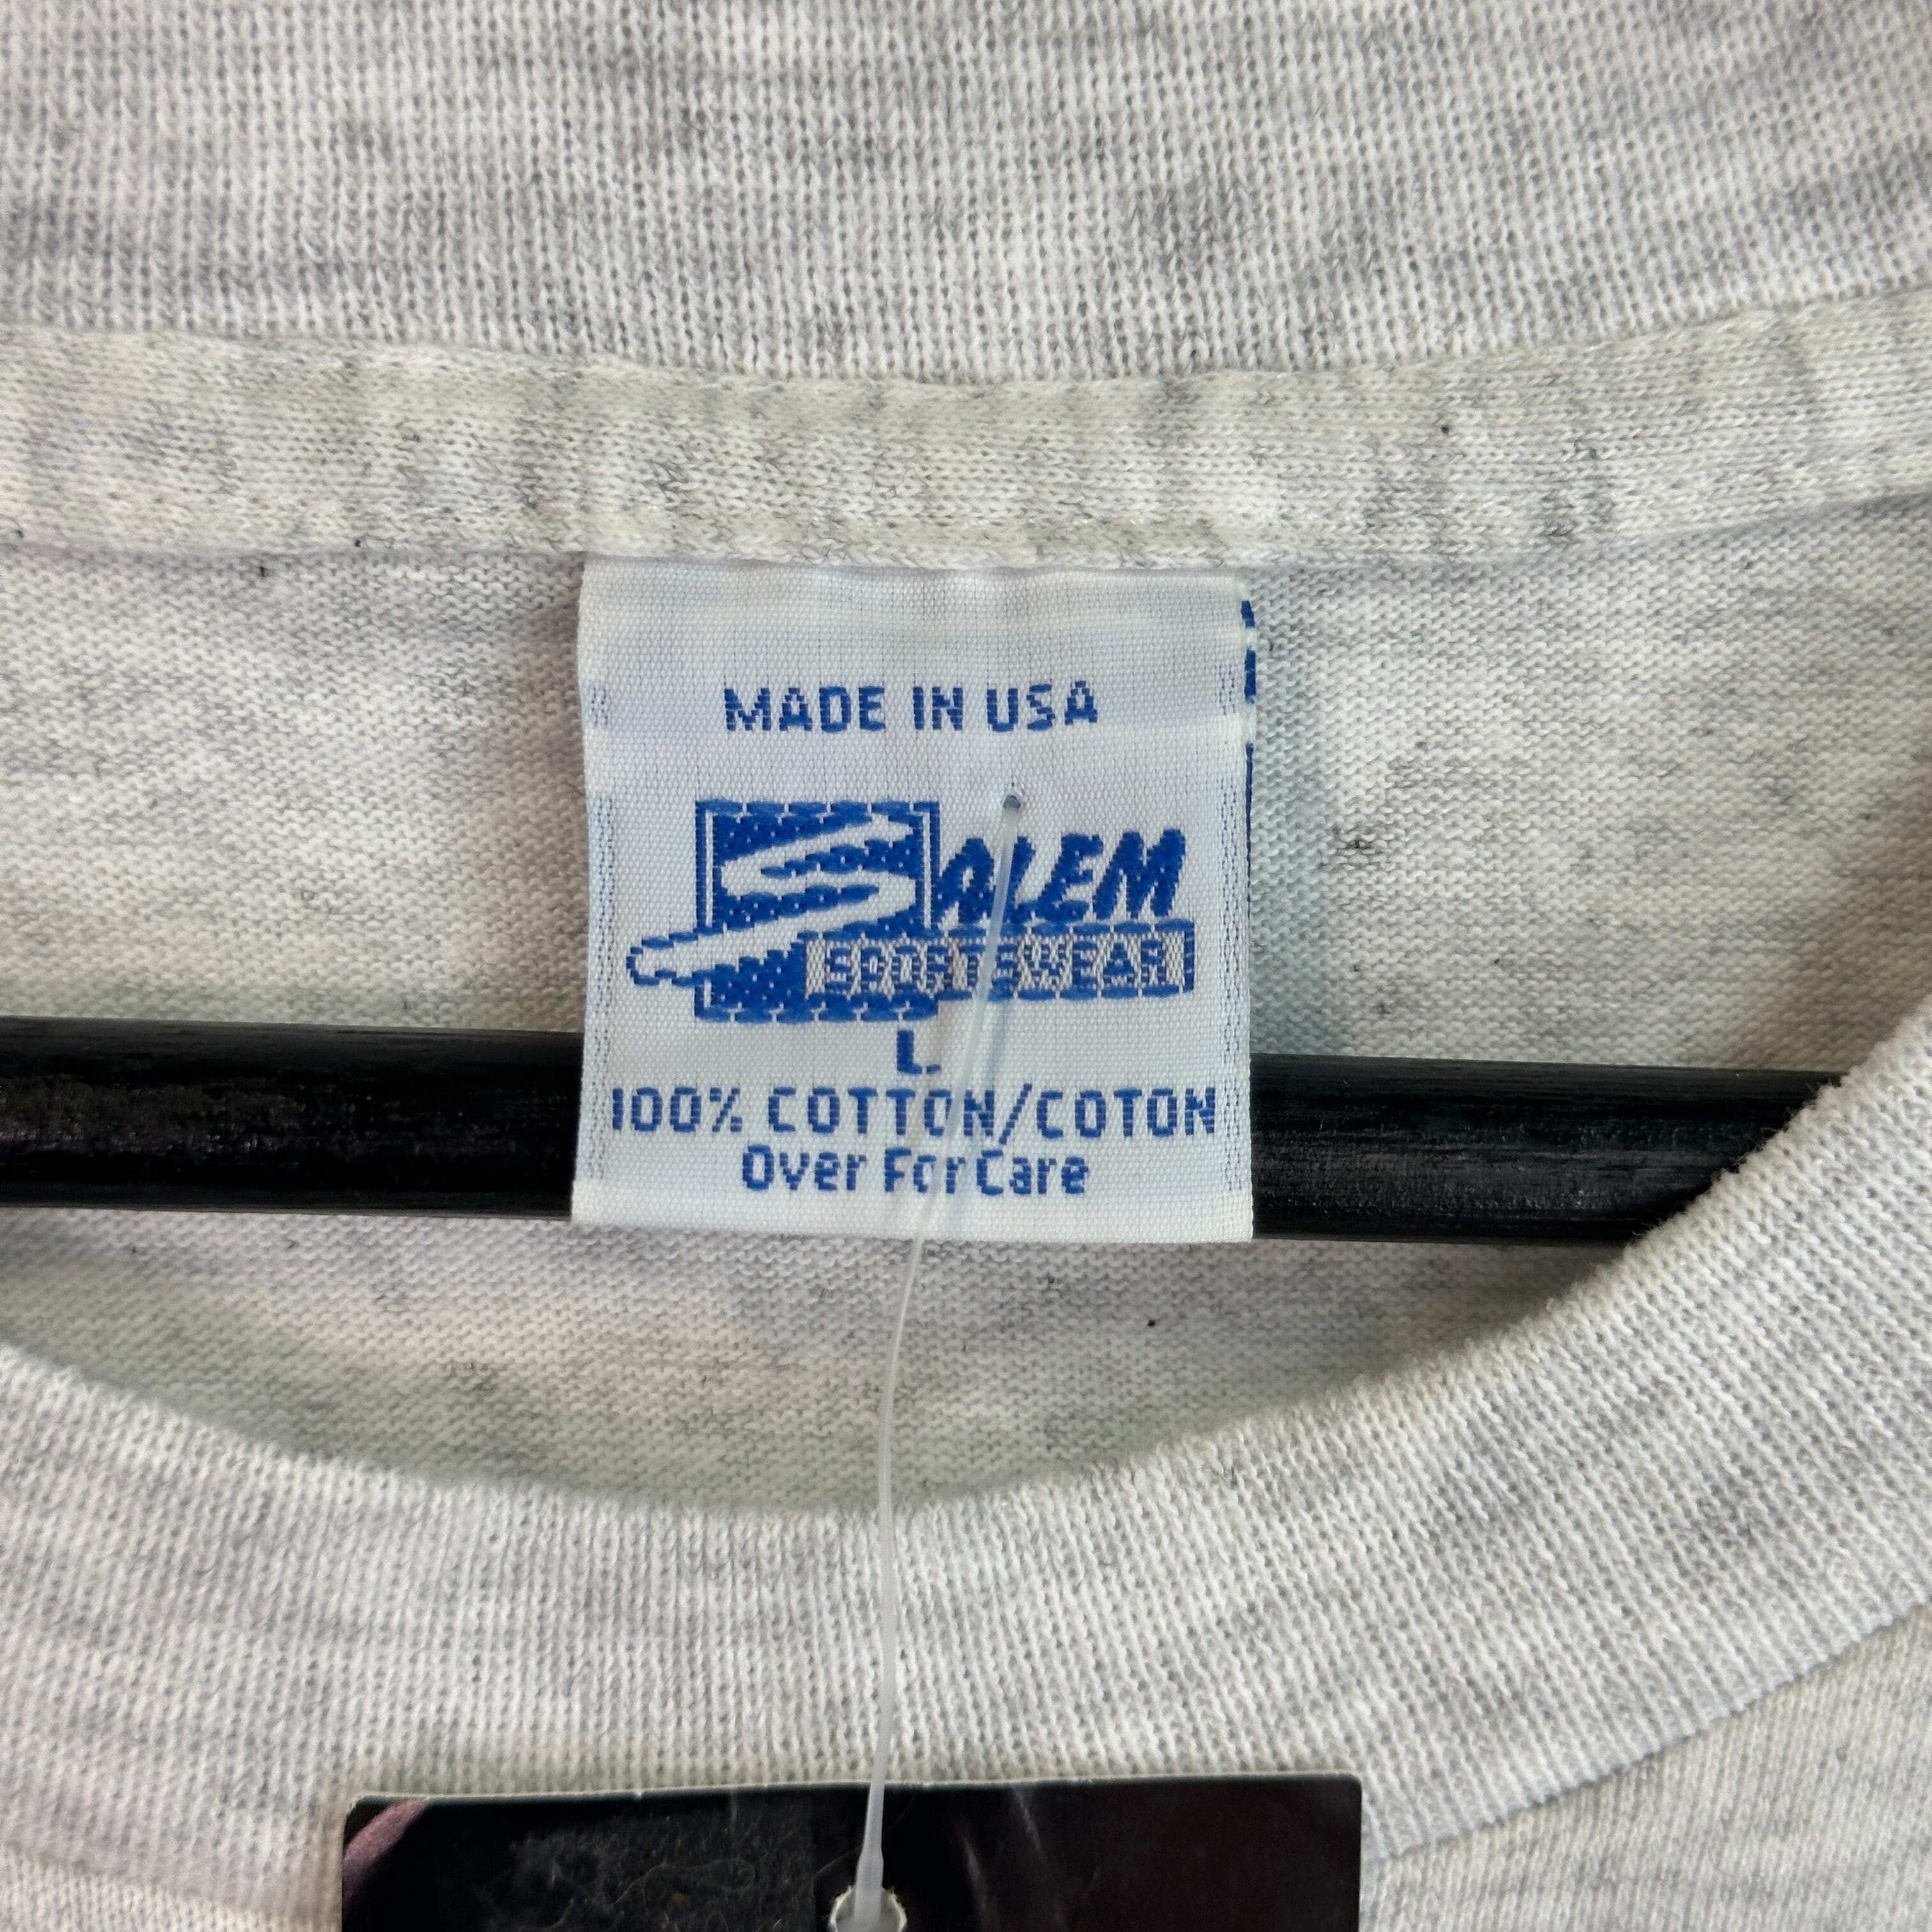 MADE IN USA
SALEM
SPORTSWEAR
L.
100% COTTON/COTON
Over For Care